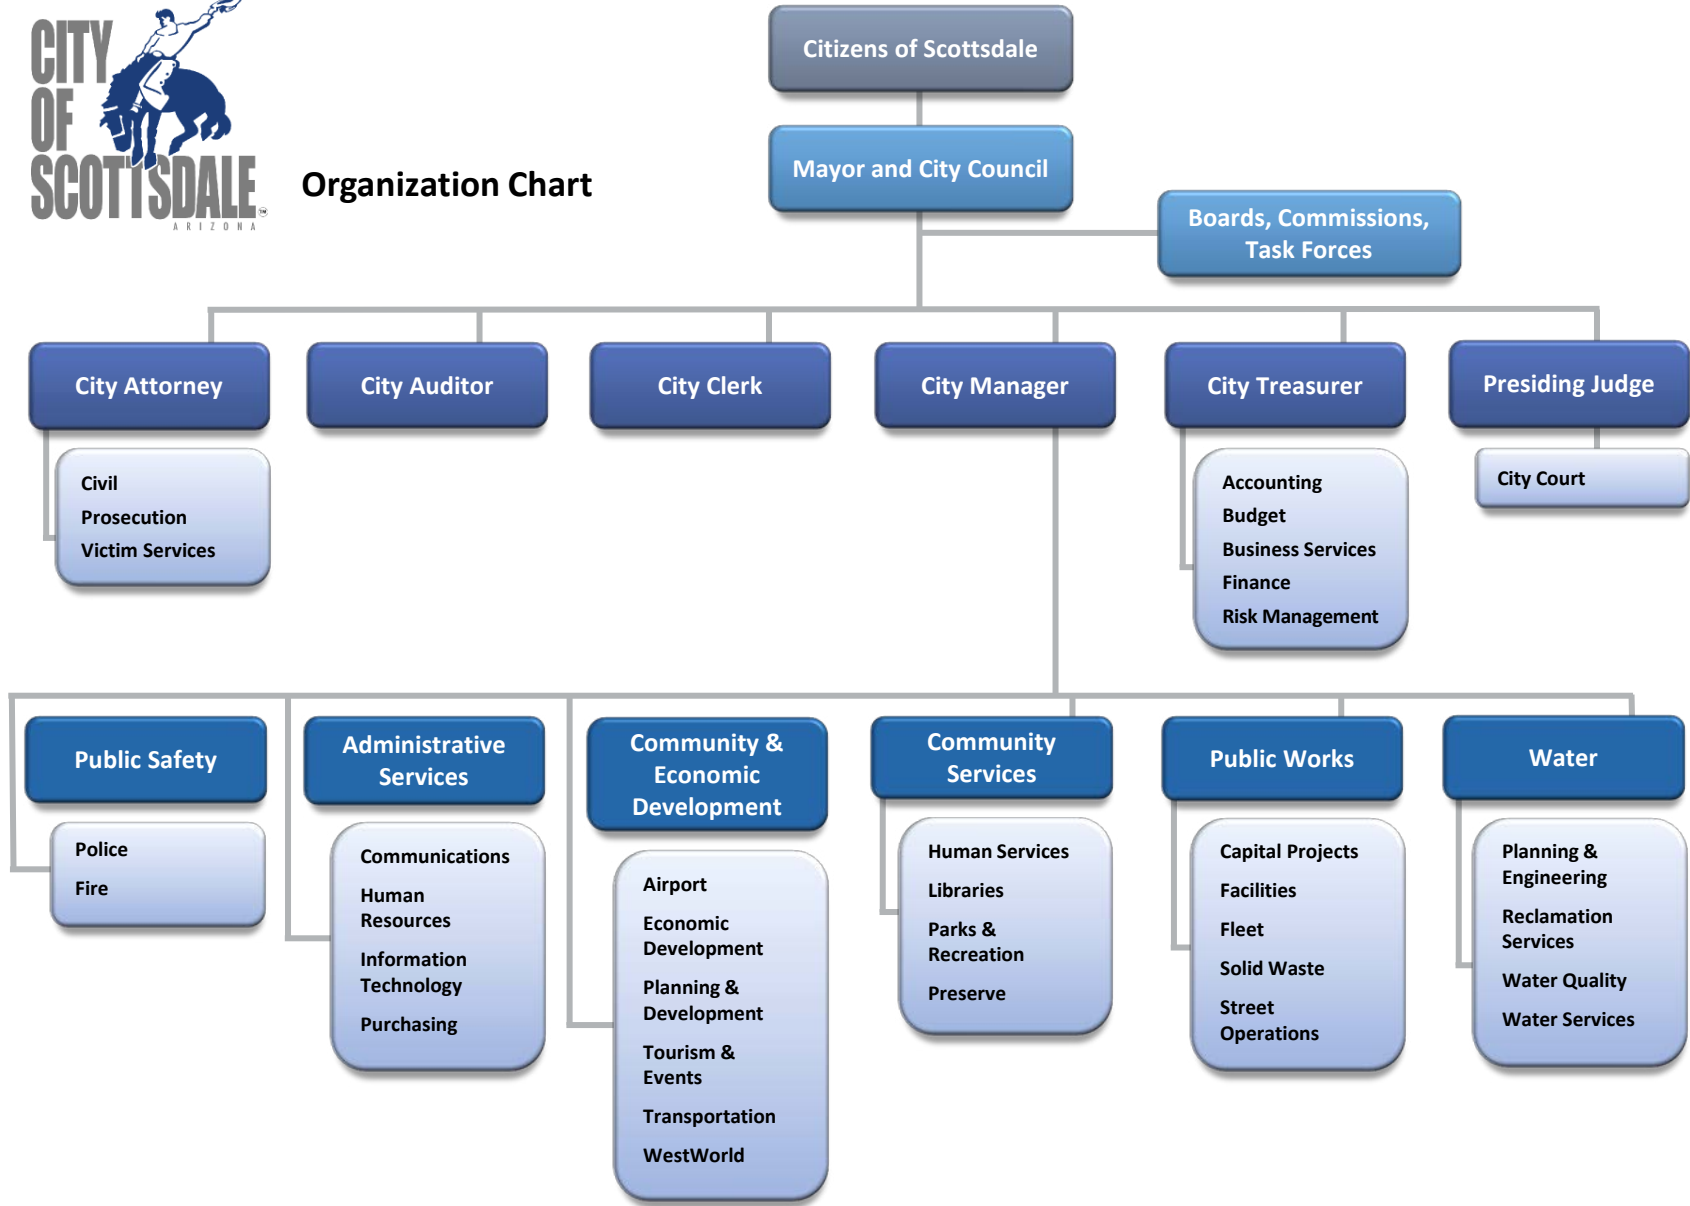 CITY
OF
SCOTTSDALE
TM
ARIZONA
Organization Chart
Citizens of Scottsdale
Mayor and City Council
Boards, Commissions,
Task Forces
City Attorney
City Auditor
City Clerk
City Manager
City Treasurer
Presiding Judge
Civil
Prosecution
Victim Services
Accounting
Budget
Business Services
Finance
Risk Management
City Court
Public Safety
Administrative
Services
Community &
Economic
Development
Community
Services
Public Works
Water
Police
Fire
Communications
Human
Resources
Information
Technology
Purchasing
Airport
Economic
Development
Planning &
Development
Tourism &
Events
Transportation
WestWorld
Human Services
Libraries
Parks &
Recreation
Preserve
Capital Projects
Facilities
Fleet
Solid Waste
Street
Operations
Planning &
Engineering
Reclamation
Services
Water Quality
Water Services